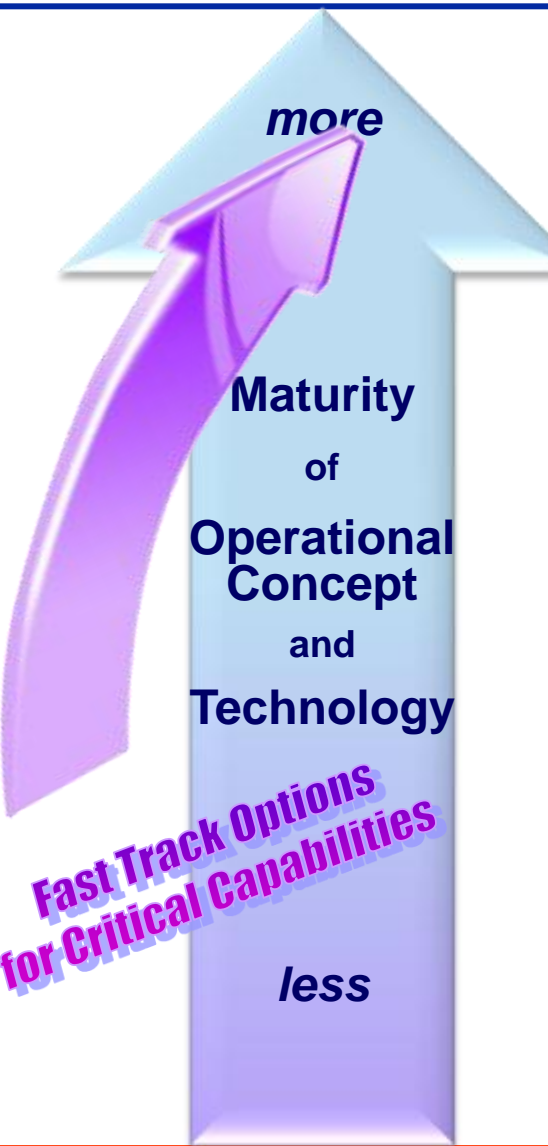 more
Maturity
of
Operational
Concept
and
Technology
Fast Track Options
for Critical Capabilities
less